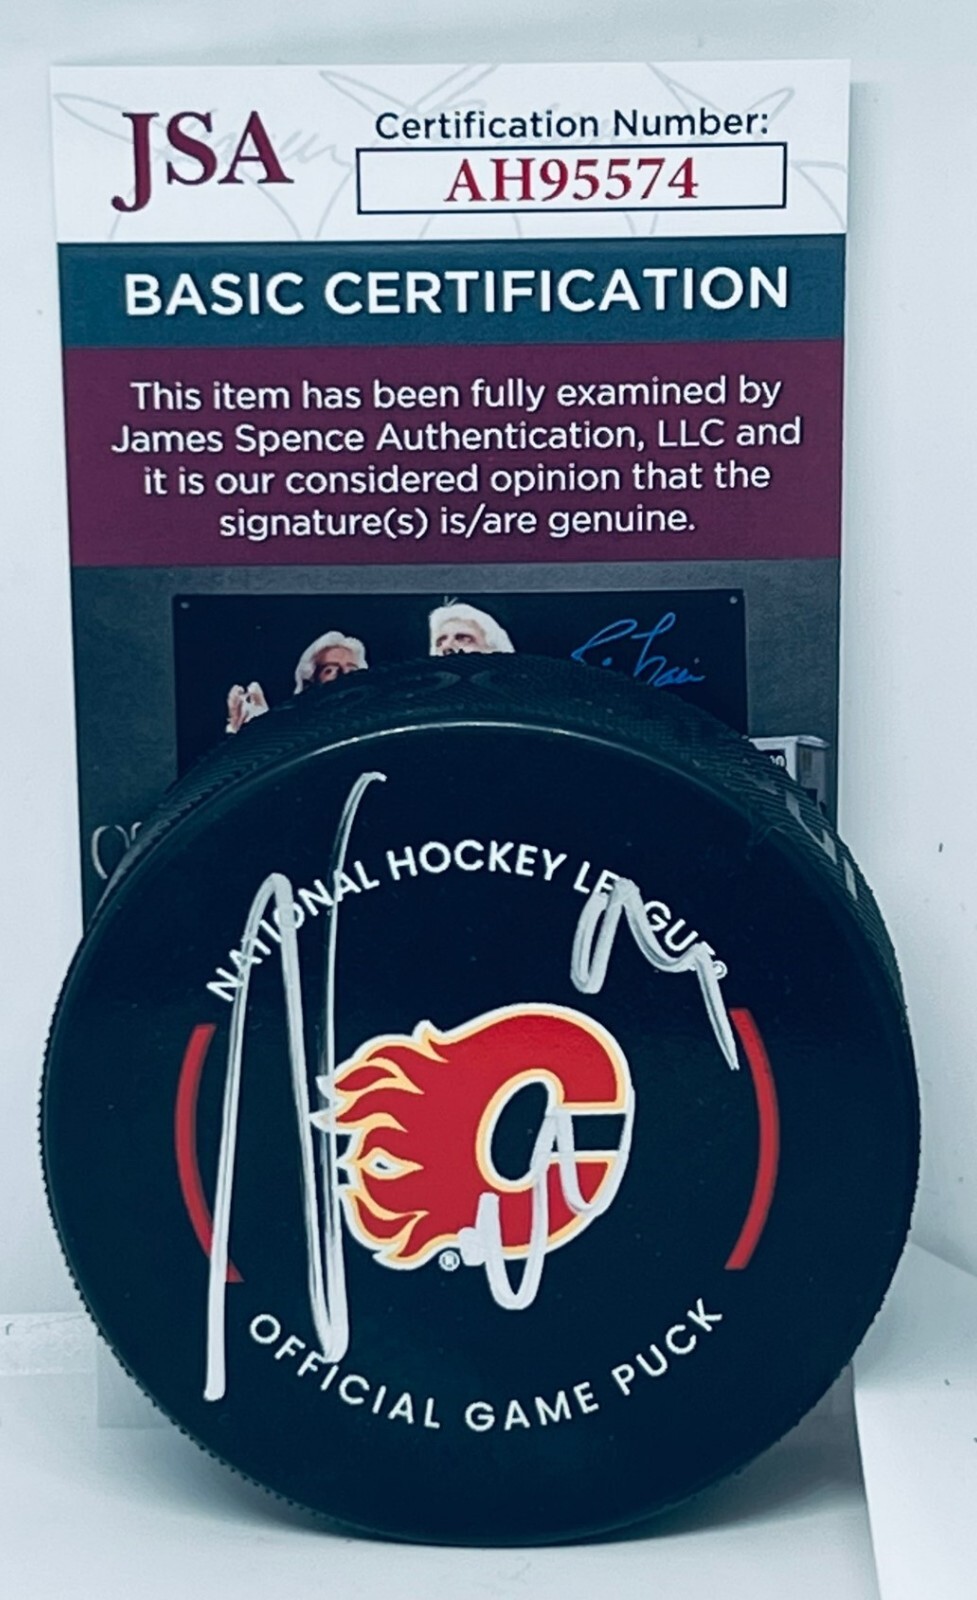 JSA
Certification Number:
AH95574
BASIC CERTIFICATION
This item has been fully examined by
James Spence Authentication, LLC and
it is our considered opinion that the
signature(s) is/are genuine.
NATIONAL HOCKEY LEAGUE
®
OFFICIAL GAME PUCK